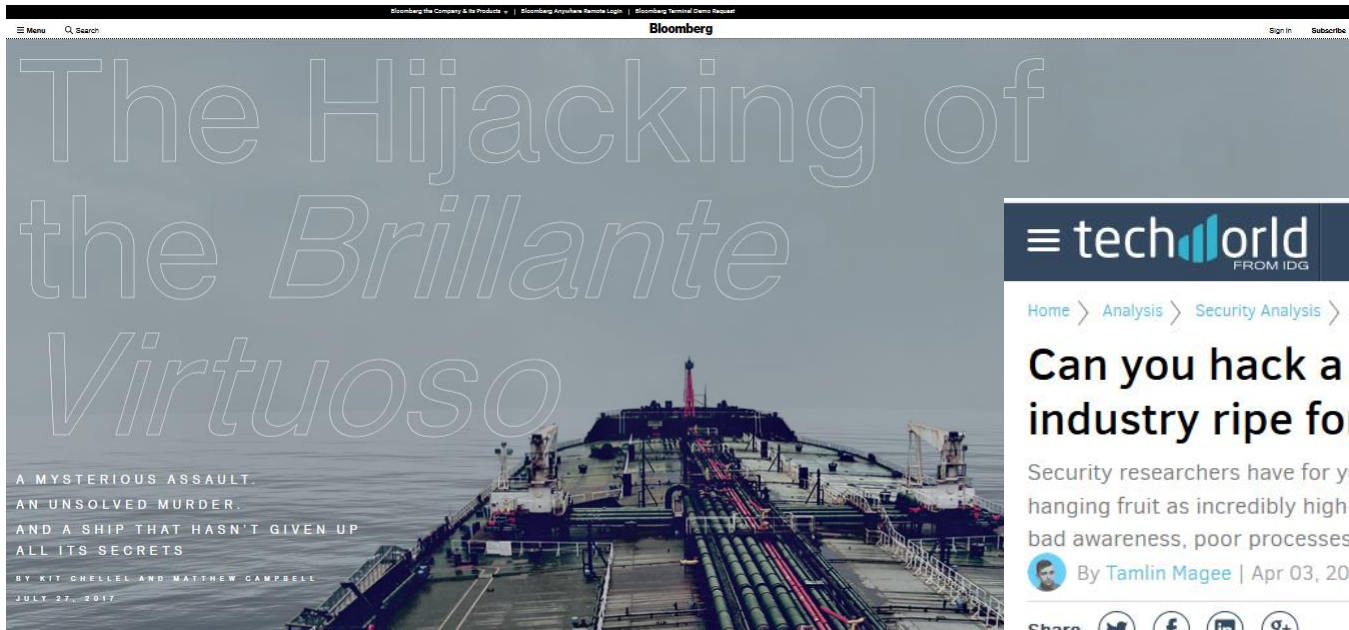 Bloomberg the Company & Its Products | Bloomberg Anywhere Remote Login | Bloomberg Terminal Demo Request
Menu Search Bloomberg Sign In Subscribe
The Hijacking of
the Brillante
Virtuoso
A MYSTERIOUS ASSAULT.
AN UNSOLVED MURDER.
AND A SHIP THAT HASN'T GIVEN UP
ALL ITS SECRETS
BY KIT CHELLEL AND MATTHEW CAMPBELL
JULY 27, 2017
techworld
FROM IDG
Home Analysis Security Analysis
Can you hack a
industry ripe for
Security researchers have for y
hanging fruit as incredibly high-
bad awareness, poor processes
By Tamlin Magee | Apr 03, 20
Share